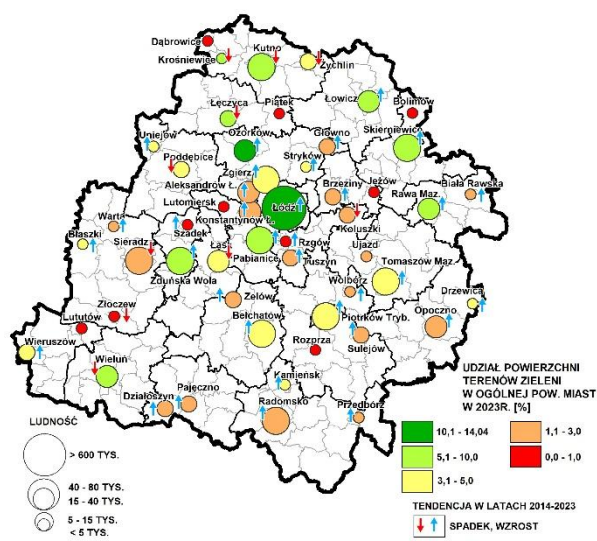 Dąbrowice
Krośniewice
Kutno
Żychlin
Łęczyca
Piątek
Łowicz
Bolimów
Uniejów
Ozorków
Głowno
Skierniewice
Poddębice
Zgierz
Stryków
Aleksandrów Ł.
Brzeziny
Jeżów
Rawa Maz.
Biała Rawska
Lutomiersk
Łódź
Warta
Konstantynów Ł.
Koluszki
Szadek
Błaszki
Sieradz
Łask
Pabianice
Rzgów
Ujazd
Zduńska Wola
Tuszyn
Tomaszów Maz.
Wolbórz
Drzewica
Złoczew
Zelów
Lututów
Bełchatów
Piotrków Tryb.
Opoczno
Wieruszów
Rozprza
Sulejów
Wieluń
Kamieńsk
Działoszyn
Pajęczno
Radomsko
Przedbórz
UDZIAŁ POWIERZCHNI
TERENÓW ZIELENI
W OGÓLNEJ POW. MIAST
W 2023R. [%]
10,1 - 14,04
1,1 - 3,0
5,1 - 10,0
0,0 - 1,0
3,1 - 5,0
TENDENCJA W LATACH 2014-2023
SPADEK, WZROST
LUDNOŚĆ
> 600 TYS.
40 - 80 TYS.
15 - 40 TYS.
5 - 15 TYS.
< 5 TYS.